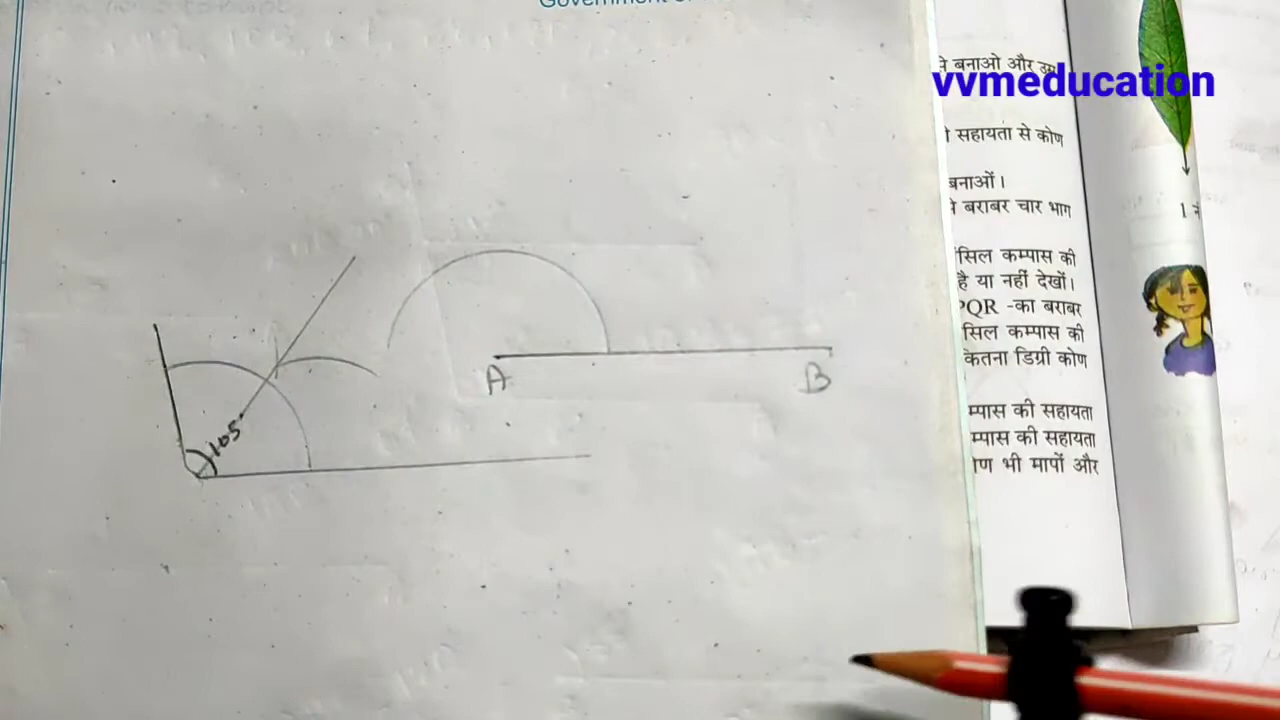 vvmeducation
105°
A
B
बनाओ और
सहायता से कोण
बनाओं।
बराबर चार भाग
1
कम्पास की
है या नहीं देखों।
PQR -का बराबर
कम्पास की
डिग्री कोण
की सहायता
की सहायता
भी मापों और